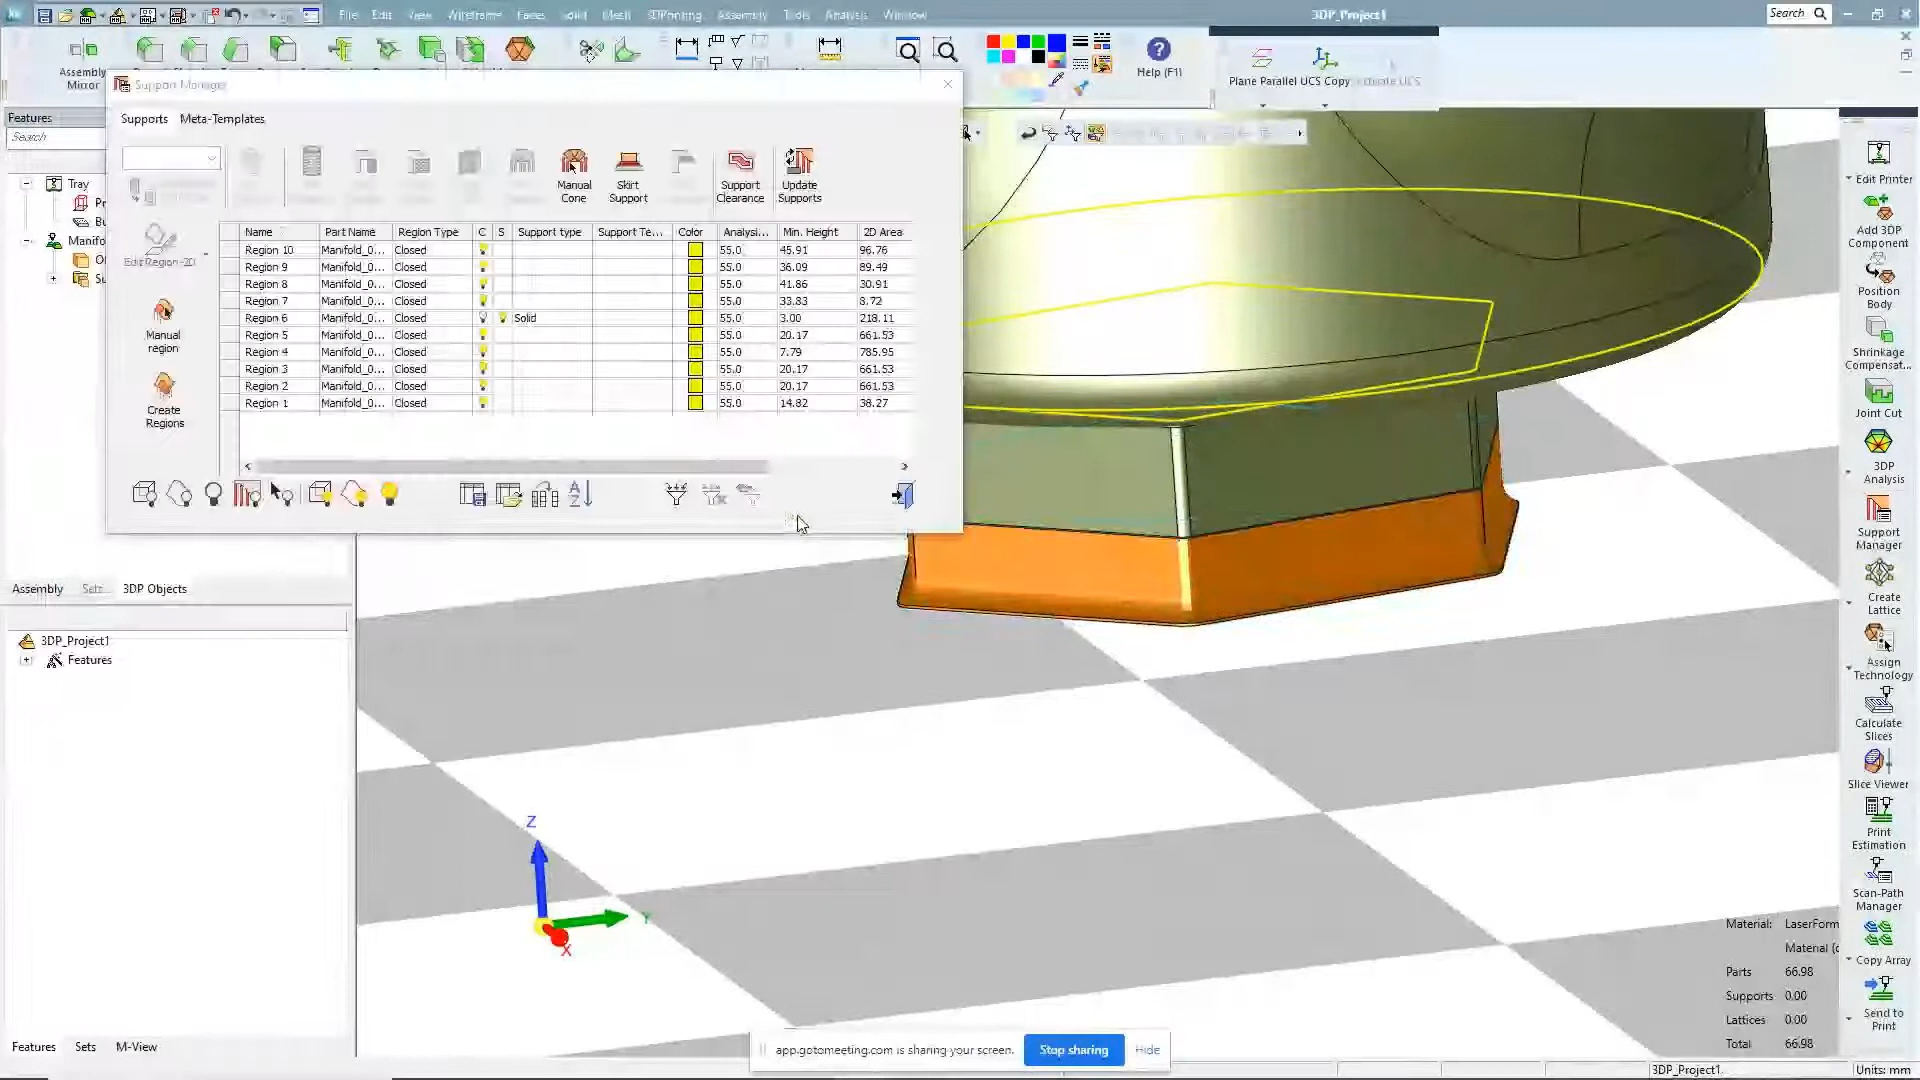 File Edit View Wireframe Faces Solid Mesh 3DPrinting Assembly Tools Analysis Window
3DP_Project1
Search
Assembly
Mirror
Help (F1)
Plane Parallel UCS Copy Activate UCS
Features
Search
Tray
Manifo
Support Manager
Supports Meta-Templates
Manual
Cone
Skirt
Support
Support
Clearance
Update
Supports
Edit Region -2D
Manual
region
Create
Regions
Name Part Name Region Type C S Support type Support Te... Color Analysi... Min. Height 2D Area
Region 10 Manifold_0... Closed 55.0 45.91 96.76
Region 9 Manifold_0... Closed 55.0 36.09 89.49
Region 8 Manifold_0... Closed 55.0 41.86 30.91
Region 7 Manifold_0... Closed 55.0 33.83 8.72
Region 6 Manifold_0... Closed Solid 55.0 3.00 218.11
Region 5 Manifold_0... Closed 55.0 20.17 661.53
Region 4 Manifold_0... Closed 55.0 7.79 785.95
Region 3 Manifold_0... Closed 55.0 20.17 661.53
Region 2 Manifold_0... Closed 55.0 20.17 661.53
Region 1 Manifold_0... Closed 55.0 14.82 38.27
Assembly Sets 3DP Objects
3DP_Project1
Features
Features Sets M-View
Z
Y
X
Edit Printer
Add 3DP
Component
Position
Body
Shrinkage
Compensat...
Joint Cut
3DP
Analysis
Support
Manager
Create
Lattice
Assign
Technology
Calculate
Slices
Slice Viewer
Print
Estimation
Scan-Path
Manager
Copy Array
Send to
Print
Material: LaserForm
Material (c
Parts 66.98
Supports 0.00
Lattices 0.00
Total 66.98
app.gotomeeting.com is sharing your screen. Stop sharing Hide
3DP_Project1. Units: mm